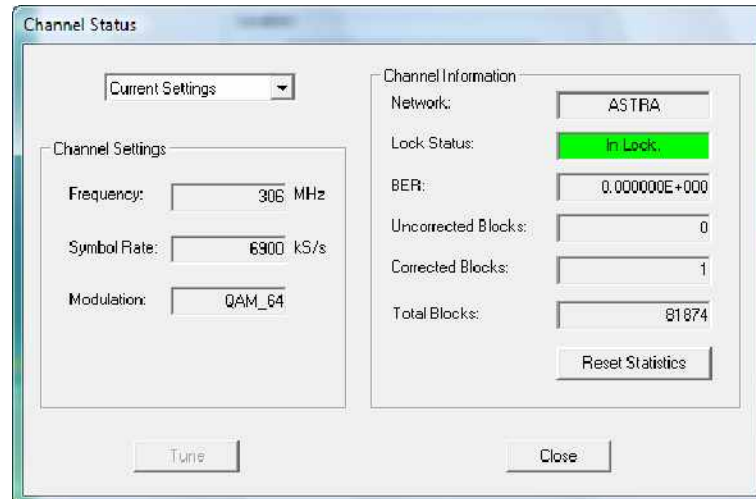 Channel Status
Current Settings
Channel Settings
Frequency: 306 MHz
Symbol Rate: 6900 kS/s
Modulation: QAM_64
Channel Information
Network: ASTRA
Lock Status: In Lock.
BER: 0.000000E+000
Uncorrected Blocks: 0
Corrected Blocks: 1
Total Blocks: 81874
Reset Statistics
Tune
Close